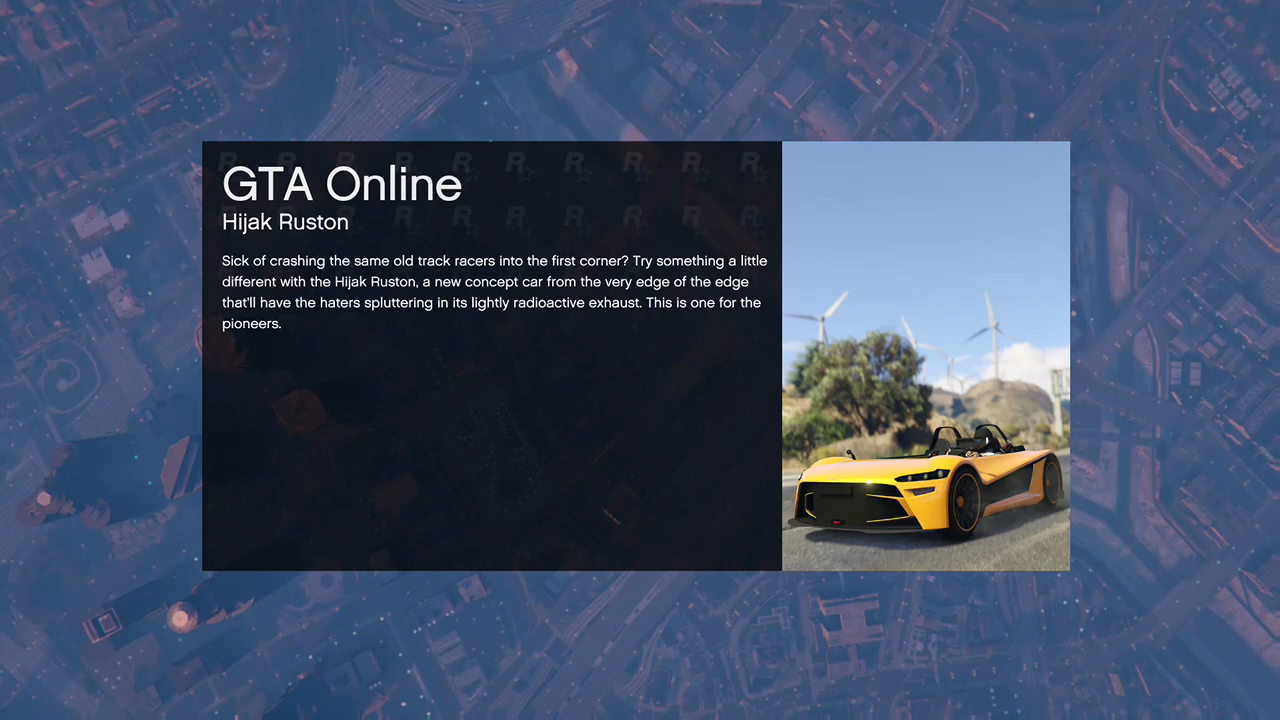 GTA Online
Hijak Ruston
Sick of crashing the same old track racers into the first corner? Try something a little
different with the Hijak Ruston, a new concept car from the very edge of the edge
that'll have the haters spluttering in its lightly radioactive exhaust. This is one for the
pioneers.